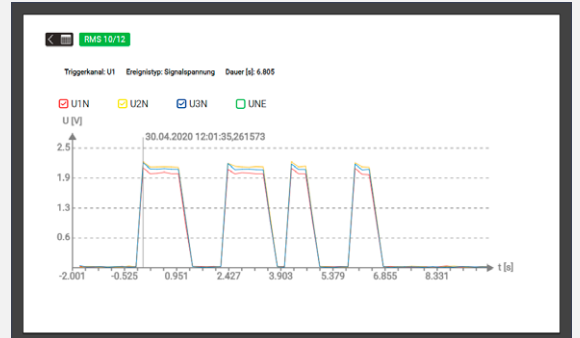 RMS 10/12
Triggerkanal: U1 Ereignistyp: Signalspannung Dauer [s]: 6.805
U1N U2N U3N UNE
U [V]
30.04.2020 12:01:35,261573
2.5
1.9
1.3
0.6
t [s]
-2.001 -0.525 0.951 2.427 3.903 5.379 6.855 8.331